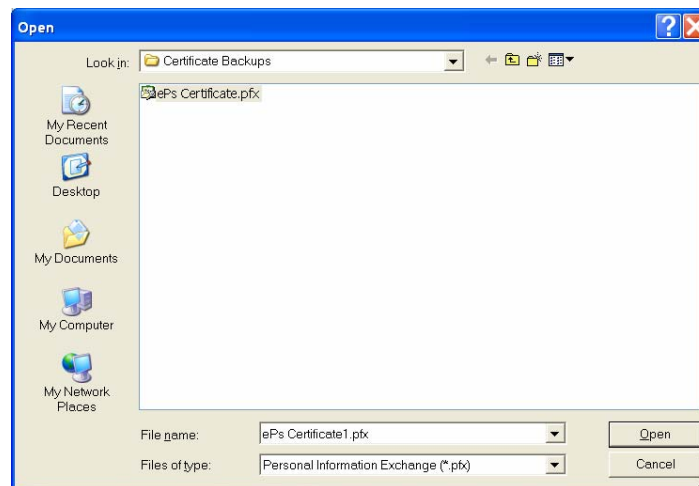 Open
Look in: Certificate Backups
ePs Certificate.pfx
My Recent
Documents
Desktop
My Documents
My Computer
My Network
Places
File name: ePs Certificate1.pfx Open
Files of type: Personal Information Exchange (*.pfx) Cancel